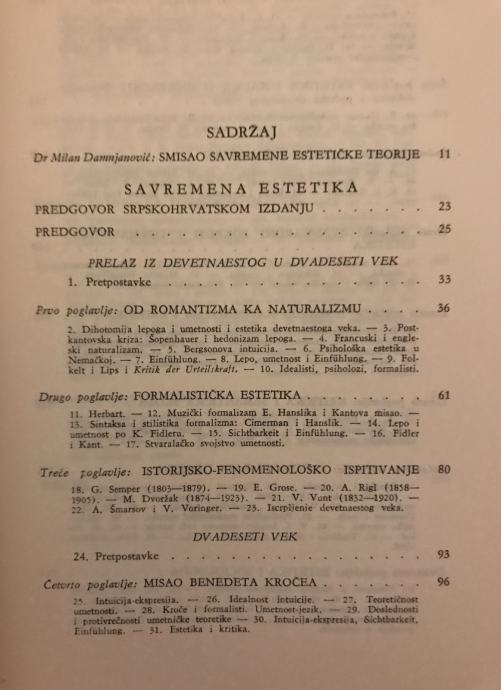 SADRŽAJ
Dr Milan Damnjanović: SMISAO SAVREMENE ESTETIČKE TEORIJE 11
SAVREMENA ESTETIKA
PREDGOVOR SRPSKOHRVATSKOM IZDANJU . . . . . . . 23
PREDGOVOR . . . . . . . . . . . . . . . 25
PRELAZ IZ DEVETNAESTOG U DVADESETI VEK
1. Pretpostavke . . . . . . . . . . . . . . 33
Prvo poglavlje: OD ROMANTIZMA KA NATURALIZMU . . . . 36
2. Dihotomija lepoga i umetnosti i estetika devetnaestoga veka. — 3. Post-
kantovska kriza: Šopenhauer i hedonizam lepoga. — 4. Francuski i engle-
ski naturalizam. — 5. Bergsonova intuicija. — 6. Psihološka estetika u
Nemačkoj. — 7. Einfühlung. — 8. Lepo, umetnost i Einfühlung. — 9. Fol-
kelt i Lips i Kritik der Urteilskraft. — 10. Idealisti, psiholozi, formalisti.
Drugo poglavlje: FORMALISTIČKA ESTETIKA . . . . . . . 61
11. Herbart. — 12. Muzički formalizam E. Hanslika i Kantova misao. —
13. Sintaksa i stilistika formalizma: Cimerman i Hanslik. — 14. Lepo i
umetnost po K. Fidleru. — 15. Sichtbarkeit i Einfühlung. — 16. Fidler
i Kant. — 17. Stvaralačko svojstvo umetnosti.
Treće poglavlje: ISTORIJSKO-FENOMENOLOŠKO ISPITIVANJE 80
18. G. Semper (1803—1879). — 19. E. Grose. — 20. A. Rigl (1858—
1905). — M. Dvoržak (1874—1923). — 21. V. Vunt (1832—1920). —
22. A. Šmarsov i V. Voringer. — 23. Iscrpljenje devetnaestog veka.
DVADESETI VEK
24. Pretpostavke . . . . . . . . . . . . . . 93
Četvrto poglavlje: MISAO BENEDETA KROČEA . . . . . . . 96
25. Intuicija-ekspresija. — 26. Idealnost intuicije. — 27. Teoretičnost
umetnosti. — 28. Kroče i formalisti. Umetnost-jezik. — 29. Doslednosti
i protivrečnosti umetničke teoretike — 30. Intuicija-ekspresija, Sichtbarkeit,
Einfühlung. — 31. Estetika i kritika.